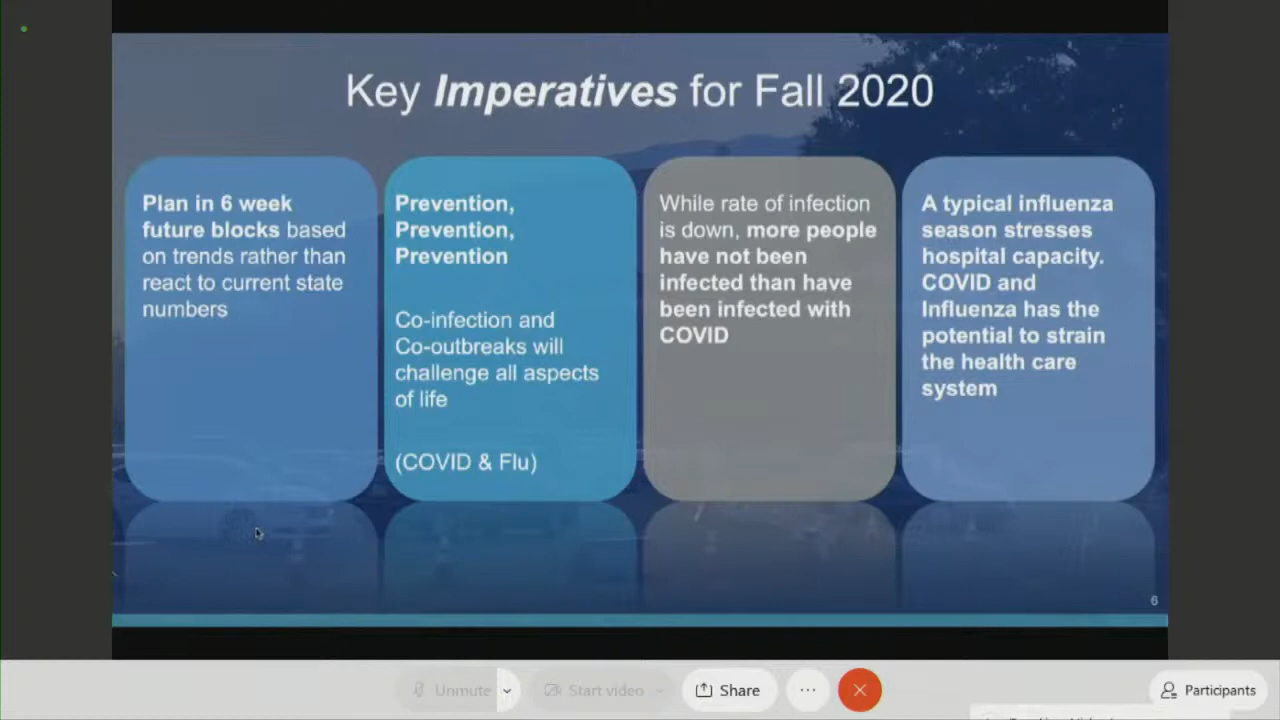 Key Imperatives for Fall 2020
Plan in 6 week
future blocks based
on trends rather than
react to current state
numbers
Prevention,
Prevention,
Prevention
Co-infection and
Co-outbreaks will
challenge all aspects
of life
(COVID & Flu)
While rate of infection
is down, more people
have not been
infected than have
been infected with
COVID
A typical influenza
season stresses
hospital capacity.
COVID and
Influenza has the
potential to strain
the health care
system
6
Unmute
Start video
Share
Participants